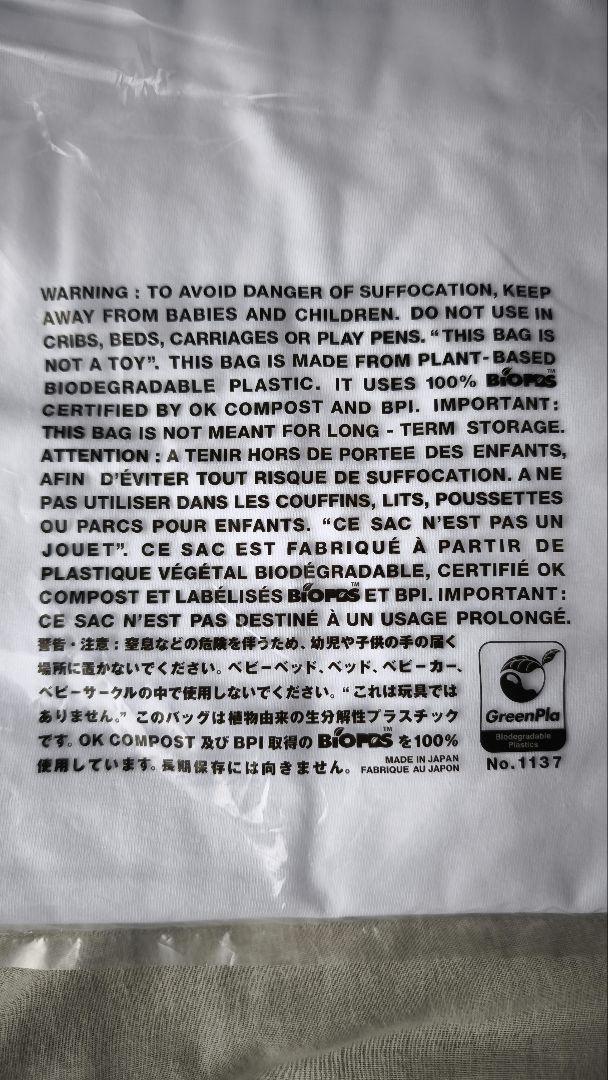 WARNING : TO AVOID DANGER OF SUFFOCATION, KEEP
AWAY FROM BABIES AND CHILDREN. DO NOT USE IN
CRIBS, BEDS, CARRIAGES OR PLAY PENS. “THIS BAG IS
NOT A TOY”. THIS BAG IS MADE FROM PLANT-BASED
BIODEGRADABLE PLASTIC. IT USES 100% BiOPBS™
CERTIFIED BY OK COMPOST AND BPI. IMPORTANT:
THIS BAG IS NOT MEANT FOR LONG - TERM STORAGE.
ATTENTION : A TENIR HORS DE PORTEE DES ENFANTS,
AFIN D’ÉVITER TOUT RISQUE DE SUFFOCATION. A NE
PAS UTILISER DANS LES COUFFINS, LITS, POUSSETTES
OU PARCS POUR ENFANTS. “CE SAC N’EST PAS UN
JOUET”. CE SAC EST FABRIQUÉ À PARTIR DE
PLASTIQUE VÉGÉTAL BIODÉGRADABLE, CERTIFIÉ OK
COMPOST ET LABÉLISÉS BiOPBS™ ET BPI. IMPORTANT :
CE SAC N’EST PAS DESTINÉ À UN USAGE PROLONGÉ.
警告・注意：窒息などの危険を伴うため、幼児や子供の手の届く
場所に置かないでください。ベビーベッド、ベッド、ベビーカー、
ベビーサークルの中で使用しないでください。“これは玩具では
ありません。” このバッグは植物由来の生分解性プラスチック
です。OK COMPOST 及び BPI 取得の BiOPBS™ を100%
使用しています。長期保存には向きません。
MADE IN JAPAN
FABRIQUE AU JAPON
GreenPla
Biodegradable
Plastics
No.1137